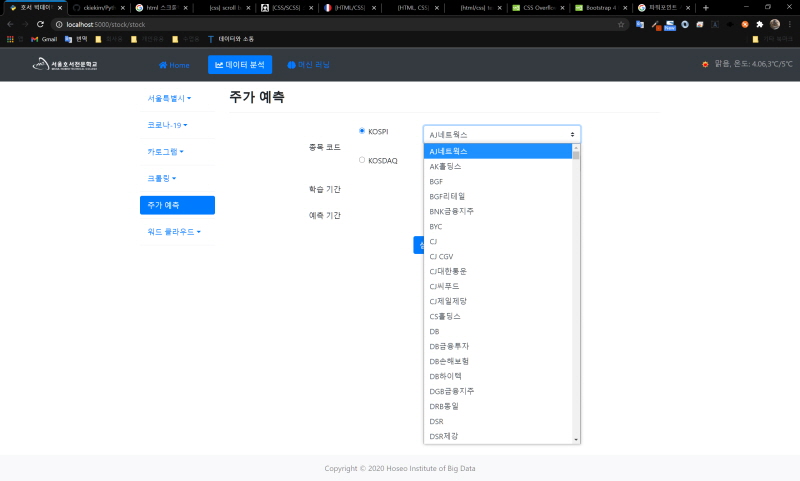 호서 빅데이
ckekim/Pyt
html 스크롤
[css] scroll b
[CSS/SCSS]
[HTML/CSS]
[HTML, CSS]
[html/css] te
CSS Overflow
Bootstrap 4
파워포인트
localhost:5000/stock/stock
Gmail
번역
데이터와 소통
서울호서전문학교
Home
데이터 분석
머신 러닝
맑음, 온도: 4.06,3°C/5°C
서울특별시
코로나-19
카토그램
크롤링
주가 예측
워드 클라우드
주가 예측
종목 코드
KOSPI
KOSDAQ
학습 기간
예측 기간
AJ네트웍스
AJ네트웍스
AK홀딩스
BGF
BGF리테일
BNK금융지주
BYC
CJ
CJ CGV
CJ대한통운
CJ씨푸드
CJ제일제당
CS홀딩스
DB
DB금융투자
DB손해보험
DB하이텍
DGB금융지주
DRB동일
DSR
DSR제강
Copyright © 2020 Hoseo Institute of Big Data